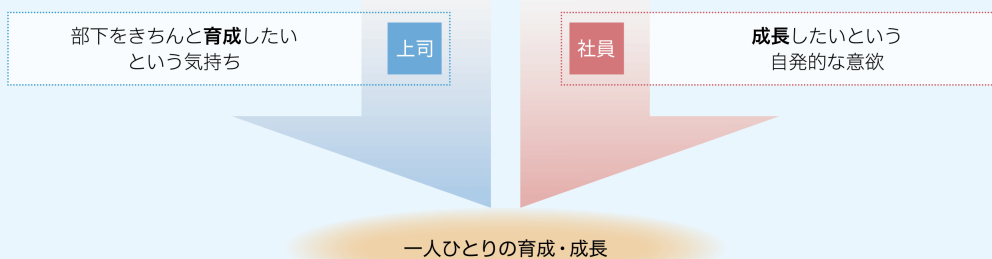 部下をきちんと育成したい
という気持ち
上司
社員
成長したいという
自発的な意欲
一人ひとりの育成・成長